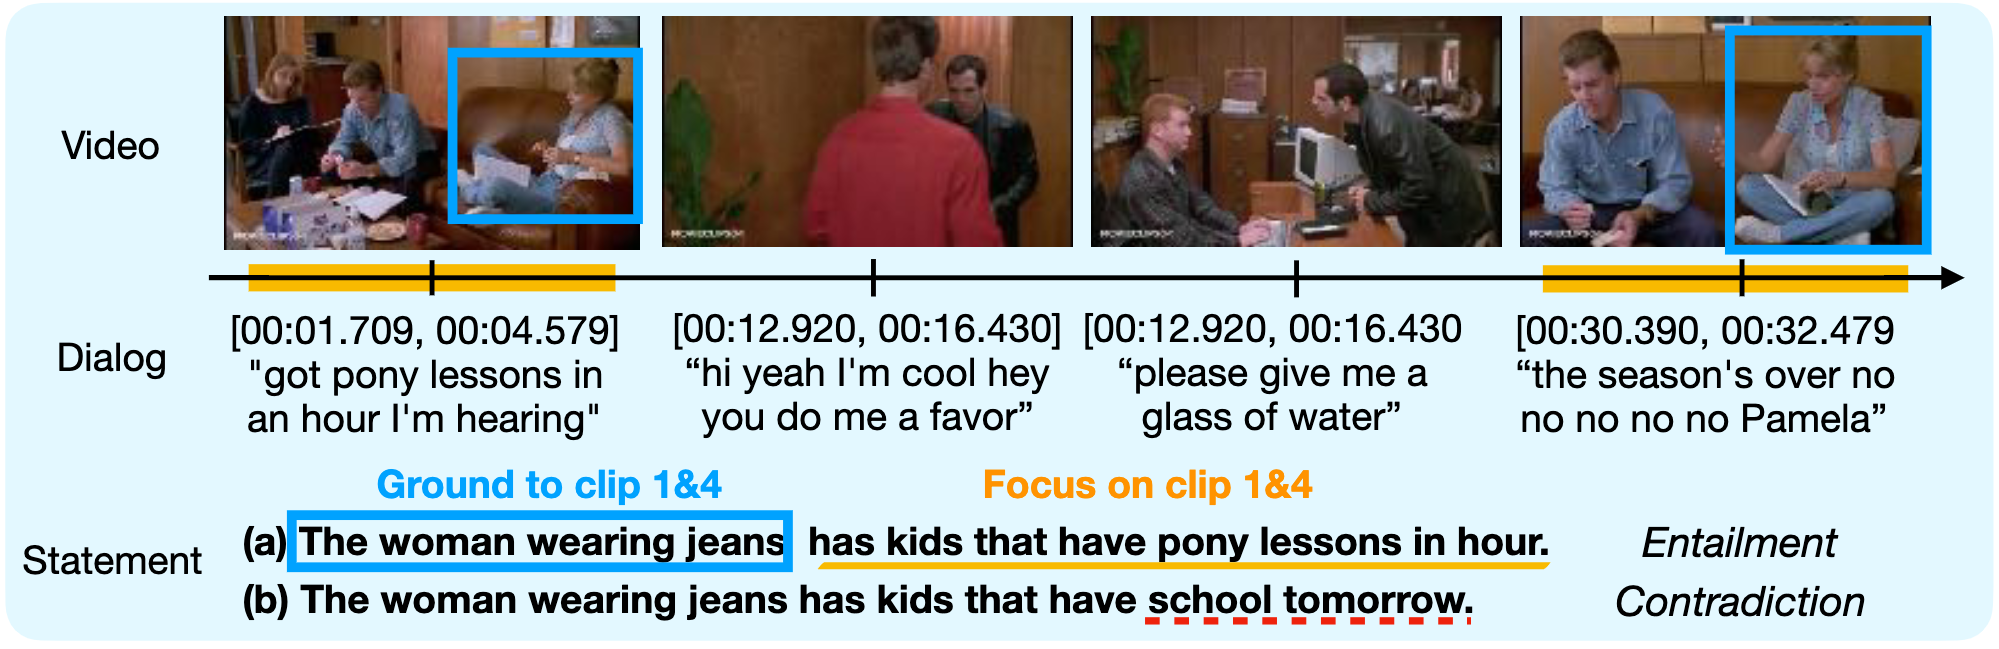 Video
Dialog
[00:01.709, 00:04.579]
"got pony lessons in
an hour I'm hearing"
[00:12.920, 00:16.430]
“hi yeah I'm cool hey
you do me a favor”
[00:12.920, 00:16.430
“please give me a
glass of water”
[00:30.390, 00:32.479
“the season's over no
no no no no Pamela”
Ground to clip 1&4
Focus on clip 1&4
Statement
(a) The woman wearing jeans has kids that have pony lessons in hour.
Entailment
(b) The woman wearing jeans has kids that have school tomorrow.
Contradiction